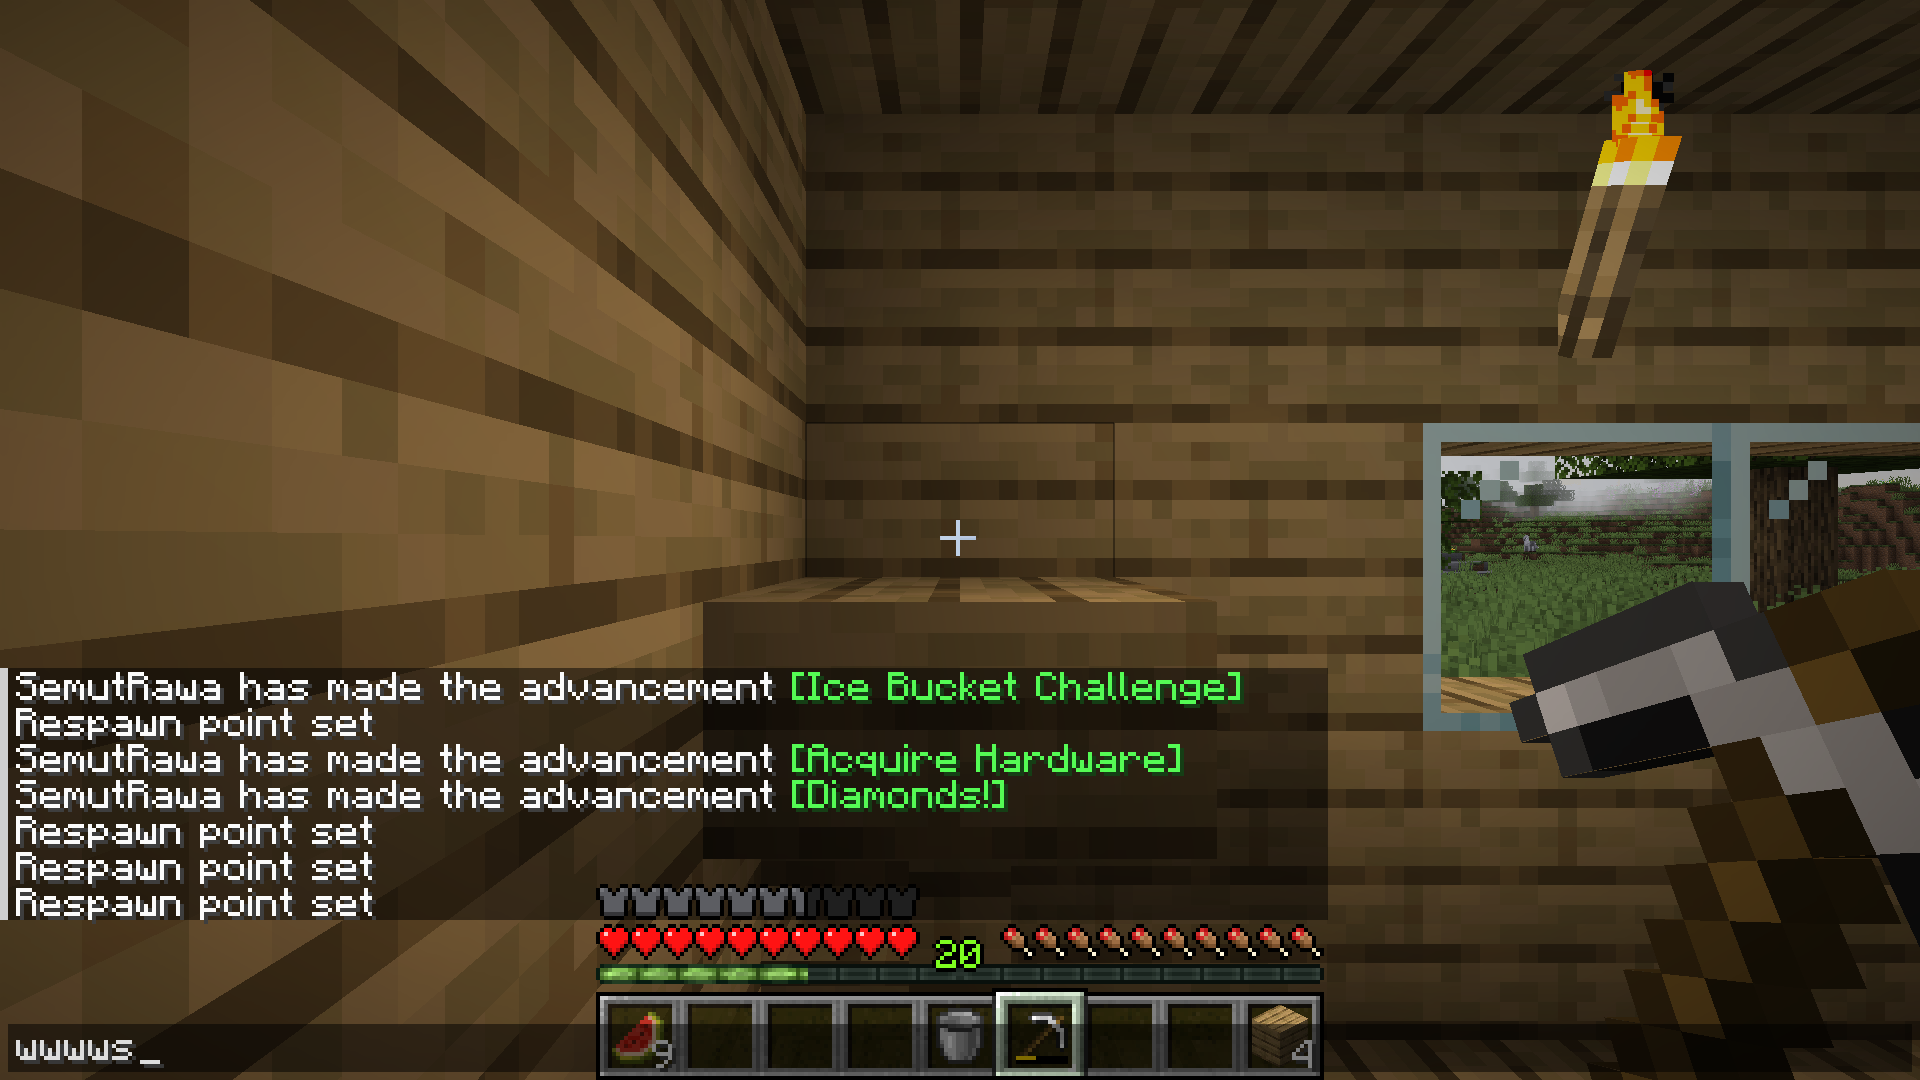 SemutRawa has made the advancement [Ice Bucket Challenge]
Respawn point set
SemutRawa has made the advancement [Acquire Hardware]
SemutRawa has made the advancement [Diamonds!]
Respawn point set
Respawn point set
Respawn point set
20
9
4
wwwws_